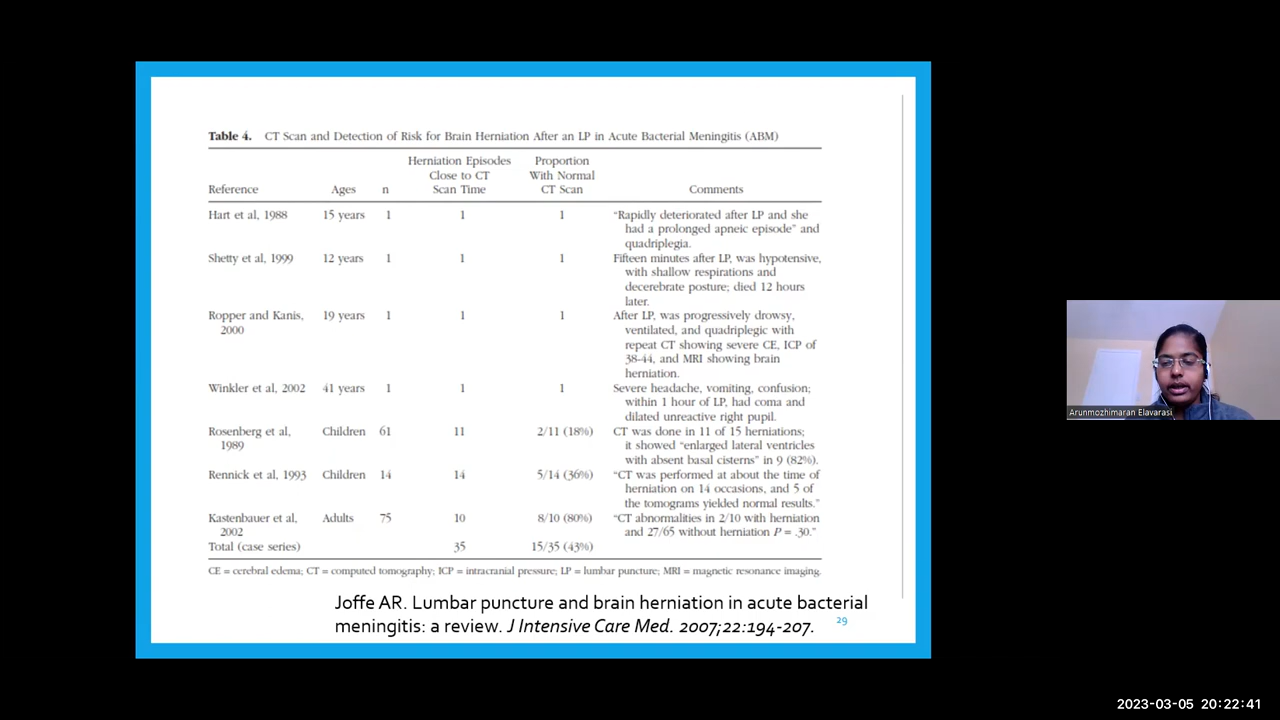 Table 4. CT Scan and Detection of Risk for Brain Herniation After an LP in Acute Bacterial Meningitis (ABM)
Herniation Episodes Proportion
Close to CT With Normal
Reference Ages n Scan Time CT Scan Comments
Hart et al, 1988 15 years 1 1 1 “Rapidly deteriorated after LP and she
had a prolonged apneic episode” and
quadriplegia.
Shetty et al, 1999 12 years 1 1 1 Fifteen minutes after LP, was hypotensive,
with shallow respirations and
decerebrate posture; died 12 hours
later.
Ropper and Kanis, 19 years 1 1 1 After LP, was progressively drowsy,
2000 ventilated, and quadriplegic with
repeat CT showing severe CE, ICP of
38-44, and MRI showing brain
herniation.
Winkler et al, 2002 41 years 1 1 1 Severe headache, vomiting, confusion;
within 1 hour of LP, had coma and
dilated unreactive right pupil.
Rosenberg et al, Children 61 11 2/11 (18%) CT was done in 11 of 15 herniations;
1989 it showed “enlarged lateral ventricles
with absent basal cisterns” in 9 (82%).
Rennick et al, 1993 Children 14 14 5/14 (36%) “CT was performed at about the time of
herniation on 14 occasions, and 5 of
the tomograms yielded normal results.”
Kastenbauer et al, Adults 75 10 8/10 (80%) “CT abnormalities in 2/10 with herniation
2002 and 27/65 without herniation P = .30.”
Total (case series) 35 15/35 (43%)
CE = cerebral edema; CT = computed tomography; ICP = intracranial pressure; LP = lumbar puncture; MRI = magnetic resonance imaging.
Joffe AR. Lumbar puncture and brain herniation in acute bacterial
meningitis: a review. J Intensive Care Med. 2007;22:194-207.
29
Arunmozhimaran Elavarasi
2023-03-05 20:22:41